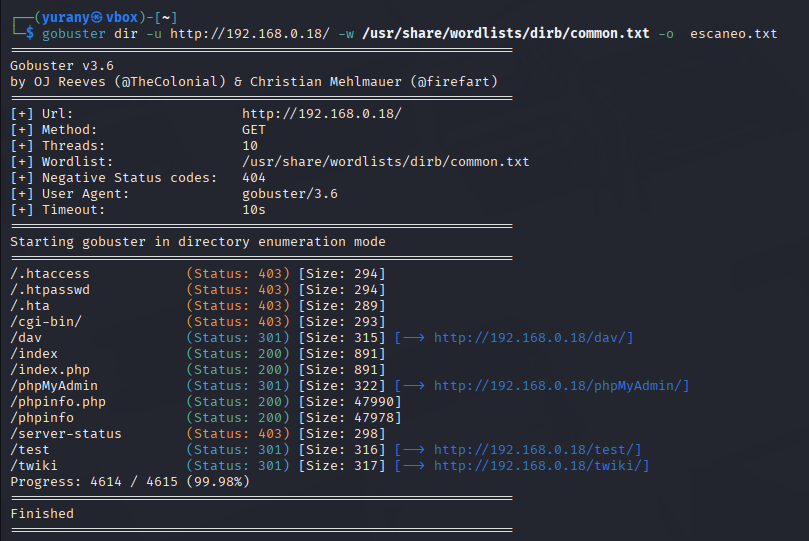 ┌──(yurany㉿vbox)-[~]
└─$ gobuster dir -u http://192.168.0.18/ -w /usr/share/wordlists/dirb/common.txt -o  escaneo.txt
===============================================================
Gobuster v3.6
by OJ Reeves (@TheColonial) & Christian Mehlmauer (@firefart)
===============================================================
[+] Url:                     http://192.168.0.18/
[+] Method:                  GET
[+] Threads:                 10
[+] Wordlist:                /usr/share/wordlists/dirb/common.txt
[+] Negative Status codes:   404
[+] User Agent:              gobuster/3.6
[+] Timeout:                 10s
===============================================================
Starting gobuster in directory enumeration mode
===============================================================
/.htaccess            (Status: 403) [Size: 294]
/.htpasswd            (Status: 403) [Size: 294]
/.hta                 (Status: 403) [Size: 289]
/cgi-bin/             (Status: 403) [Size: 293]
/dav                  (Status: 301) [Size: 315] [--> http://192.168.0.18/dav/]
/index                (Status: 200) [Size: 891]
/index.php            (Status: 200) [Size: 891]
/phpMyAdmin           (Status: 301) [Size: 322] [--> http://192.168.0.18/phpMyAdmin/]
/phpinfo.php          (Status: 200) [Size: 47990]
/phpinfo              (Status: 200) [Size: 47978]
/server-status        (Status: 403) [Size: 298]
/test                 (Status: 301) [Size: 316] [--> http://192.168.0.18/test/]
/twiki                (Status: 301) [Size: 317] [--> http://192.168.0.18/twiki/]
Progress: 4614 / 4615 (99.98%)
===============================================================
Finished
===============================================================